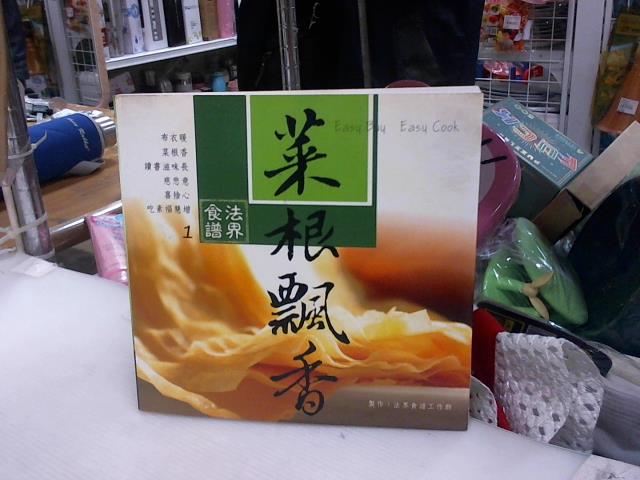 Easy Buy Easy Cook
菜根飄香
布衣暖
菜根香
讀書滋味長
慈悲意
喜捨心
吃素福慧增
1
法界
食譜
製作：法界食譜工作群